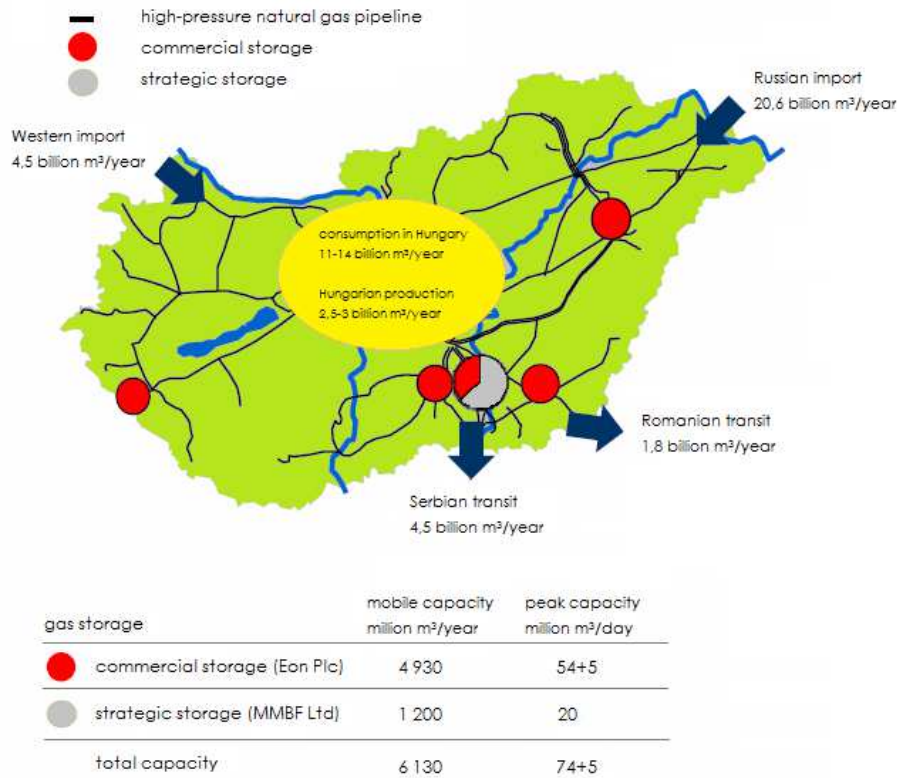 high-pressure natural gas pipeline
commercial storage
strategic storage
Russian import
20,6 billion m³/year
Western import
4,5 billion m³/year
consumption in Hungary
11-14 billion m³/year
Hungarian production
2,5-3 billion m³/year
Romanian transit
1,8 billion m³/year
Serbian transit
4,5 billion m³/year
gas storage
mobile capacity
million m³/year
peak capacity
million m³/day
commercial storage (Eon Plc) 4 930 54+5
strategic storage (MMBF Ltd) 1 200 20
total capacity 6 130 74+5